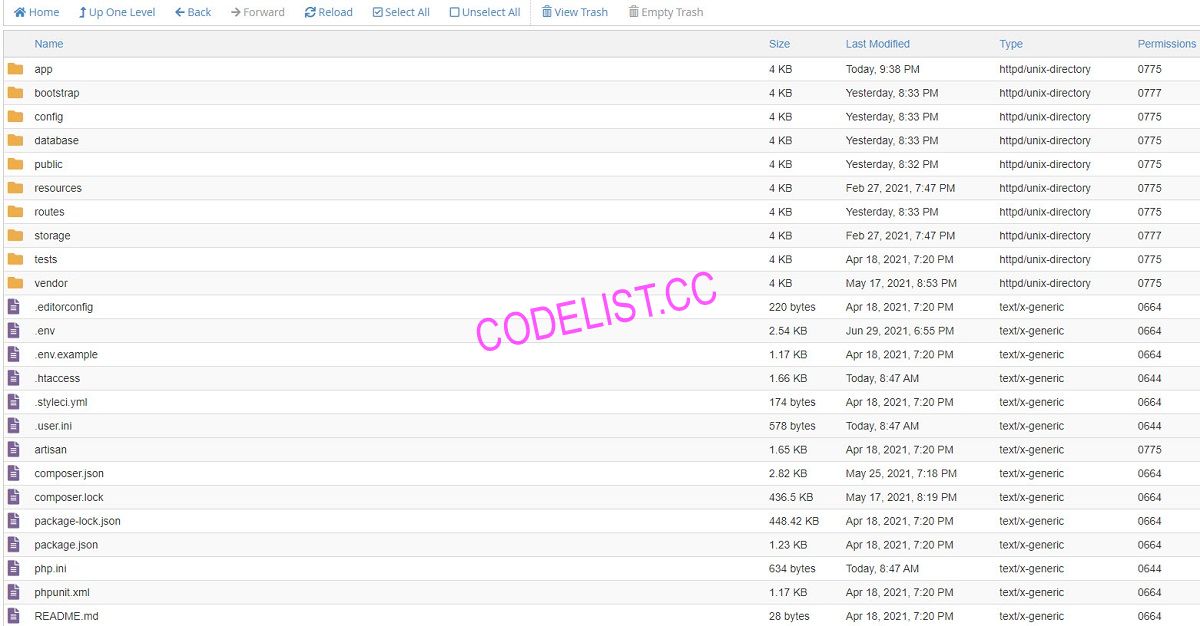 Home Up One Level Back Forward Reload Select All Unselect All View Trash Empty Trash
Name Size Last Modified Type Permissions
app 4 KB Today, 9:38 PM httpd/unix-directory 0775
bootstrap 4 KB Yesterday, 8:33 PM httpd/unix-directory 0777
config 4 KB Yesterday, 8:33 PM httpd/unix-directory 0775
database 4 KB Yesterday, 8:33 PM httpd/unix-directory 0775
public 4 KB Yesterday, 8:32 PM httpd/unix-directory 0775
resources 4 KB Feb 27, 2021, 7:47 PM httpd/unix-directory 0775
routes 4 KB Yesterday, 8:33 PM httpd/unix-directory 0775
storage 4 KB Feb 27, 2021, 7:47 PM httpd/unix-directory 0777
tests 4 KB Apr 18, 2021, 7:20 PM httpd/unix-directory 0775
vendor 4 KB May 17, 2021, 8:53 PM httpd/unix-directory 0775
CODELIST.CC
.editorconfig 220 bytes Apr 18, 2021, 7:20 PM text/x-generic 0664
.env 2.54 KB Jun 29, 2021, 6:55 PM text/x-generic 0664
.env.example 1.17 KB Apr 18, 2021, 7:20 PM text/x-generic 0664
.htaccess 1.66 KB Today, 8:47 AM text/x-generic 0644
.styleci.yml 174 bytes Apr 18, 2021, 7:20 PM text/x-generic 0664
.user.ini 578 bytes Today, 8:47 AM text/x-generic 0644
artisan 1.65 KB Apr 18, 2021, 7:20 PM text/x-generic 0775
composer.json 2.82 KB May 25, 2021, 7:18 PM text/x-generic 0664
composer.lock 436.5 KB May 17, 2021, 8:19 PM text/x-generic 0664
package-lock.json 448.42 KB Apr 18, 2021, 7:20 PM text/x-generic 0664
package.json 1.23 KB Apr 18, 2021, 7:20 PM text/x-generic 0664
php.ini 634 bytes Today, 8:47 AM text/x-generic 0644
phpunit.xml 1.17 KB Apr 18, 2021, 7:20 PM text/x-generic 0664
README.md 28 bytes Apr 18, 2021, 7:20 PM text/x-generic 0664